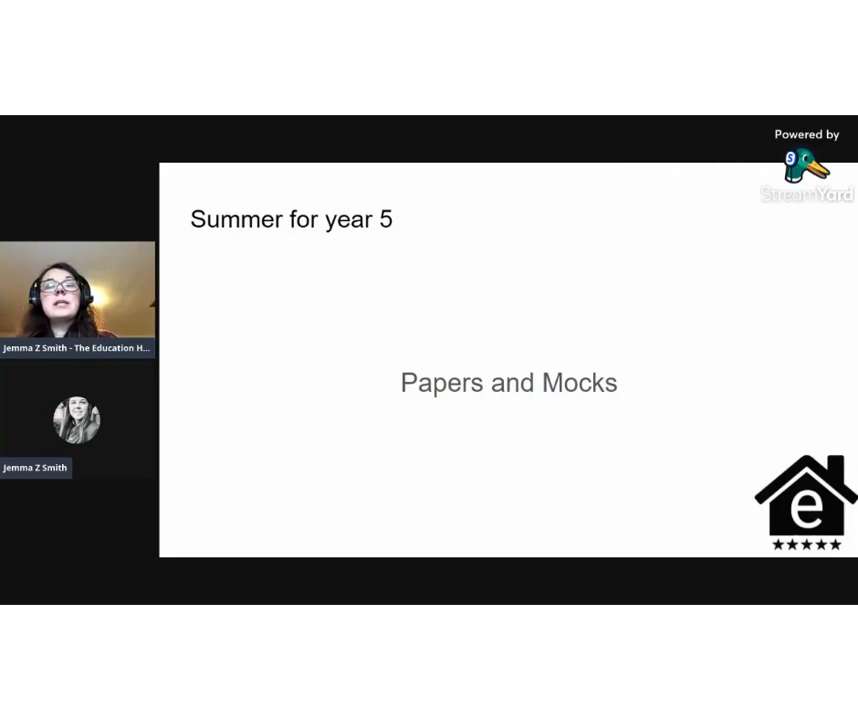 Powered by
StreamYard
Summer for year 5
Jemma Z Smith - The Education H...
Papers and Mocks
Jemma Z Smith
e